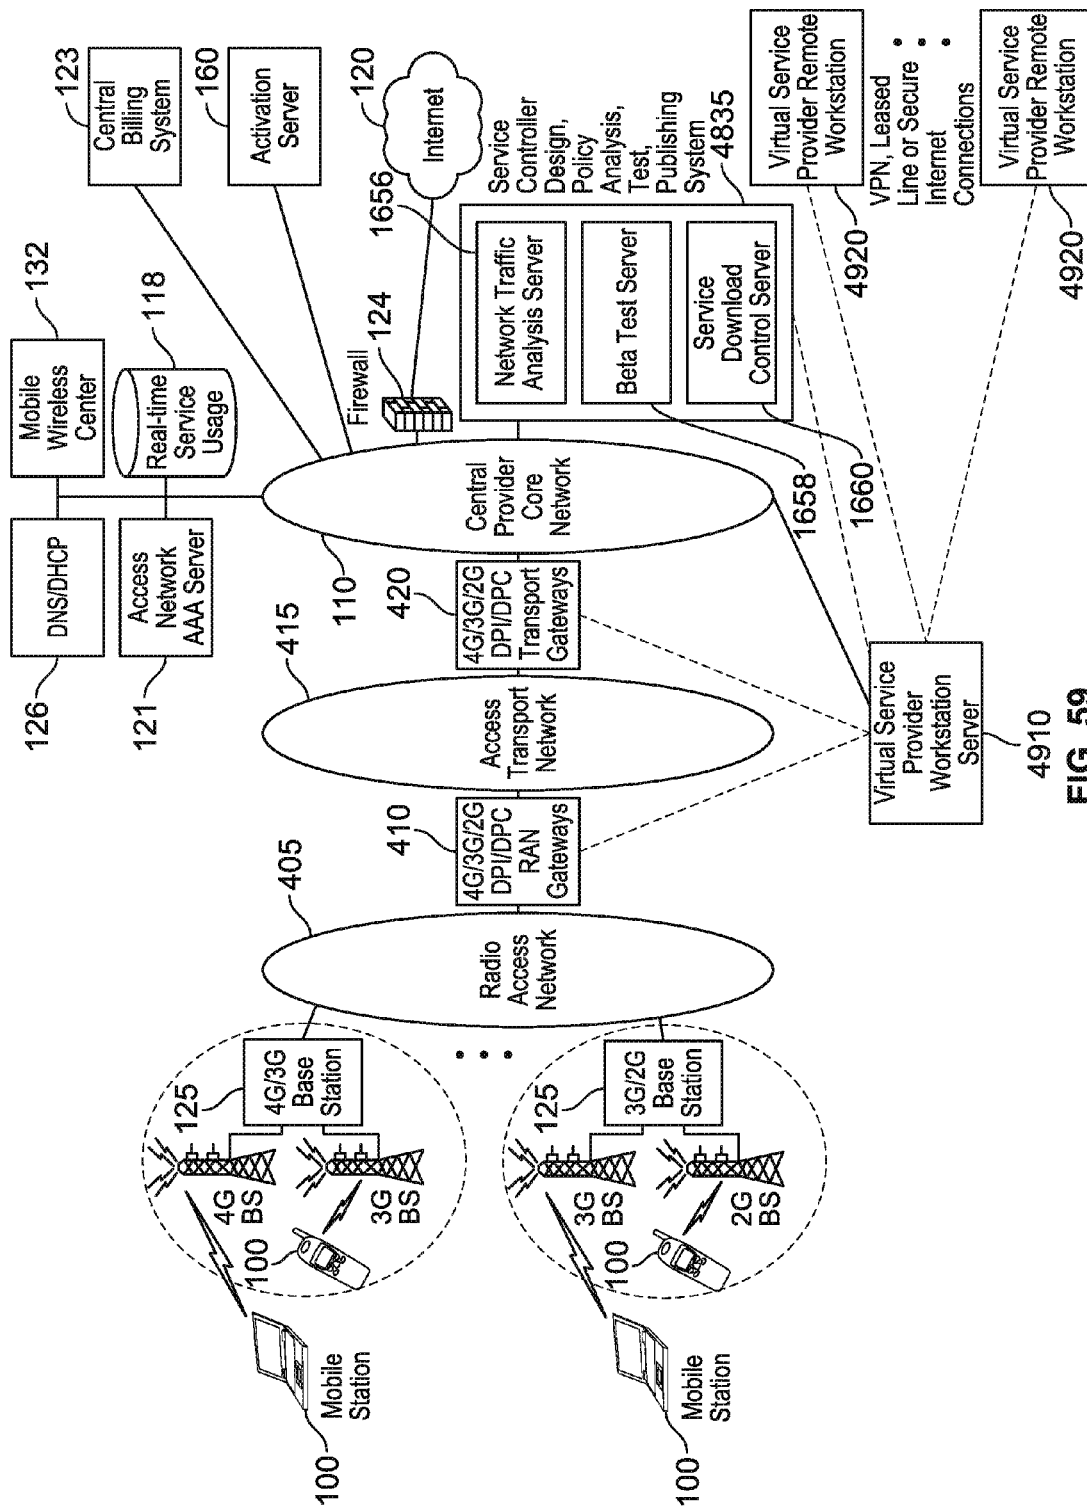 Mobile
Wireless
Center
132
Real-time
Service
Usage
118
DNS/DHCP
126
Access
Network
AAA Server
121
Central
Billing
System
123
Activation
Server
160
Internet
120
Firewall
124
Service
Controller
Design,
Policy
Analysis,
Test,
Publishing
System
4835
Network Traffic
Analysis Server
1656
Beta Test Server
1658
Service
Download
Control Server
1660
Central
Provider
Core
Network
110
4G/3G/2G
DPI/DPC
Transport
Gateways
420
Access
Transport
Network
415
4G/3G/2G
DPI/DPC
RAN
Gateways
410
Radio
Access
Network
405
4G/3G
Base
Station
125
4G
BS
3G
BS
100
Mobile
Station
100
3G/2G
Base
Station
125
3G
BS
2G
BS
100
Mobile
Station
100
Virtual Service
Provider Remote
Workstation
4920
VPN, Leased
Line or Secure
Internet
Connections
Virtual Service
Provider Remote
Workstation
4920
Virtual Service
Provider
Workstation
Server
4910
FIG. 59